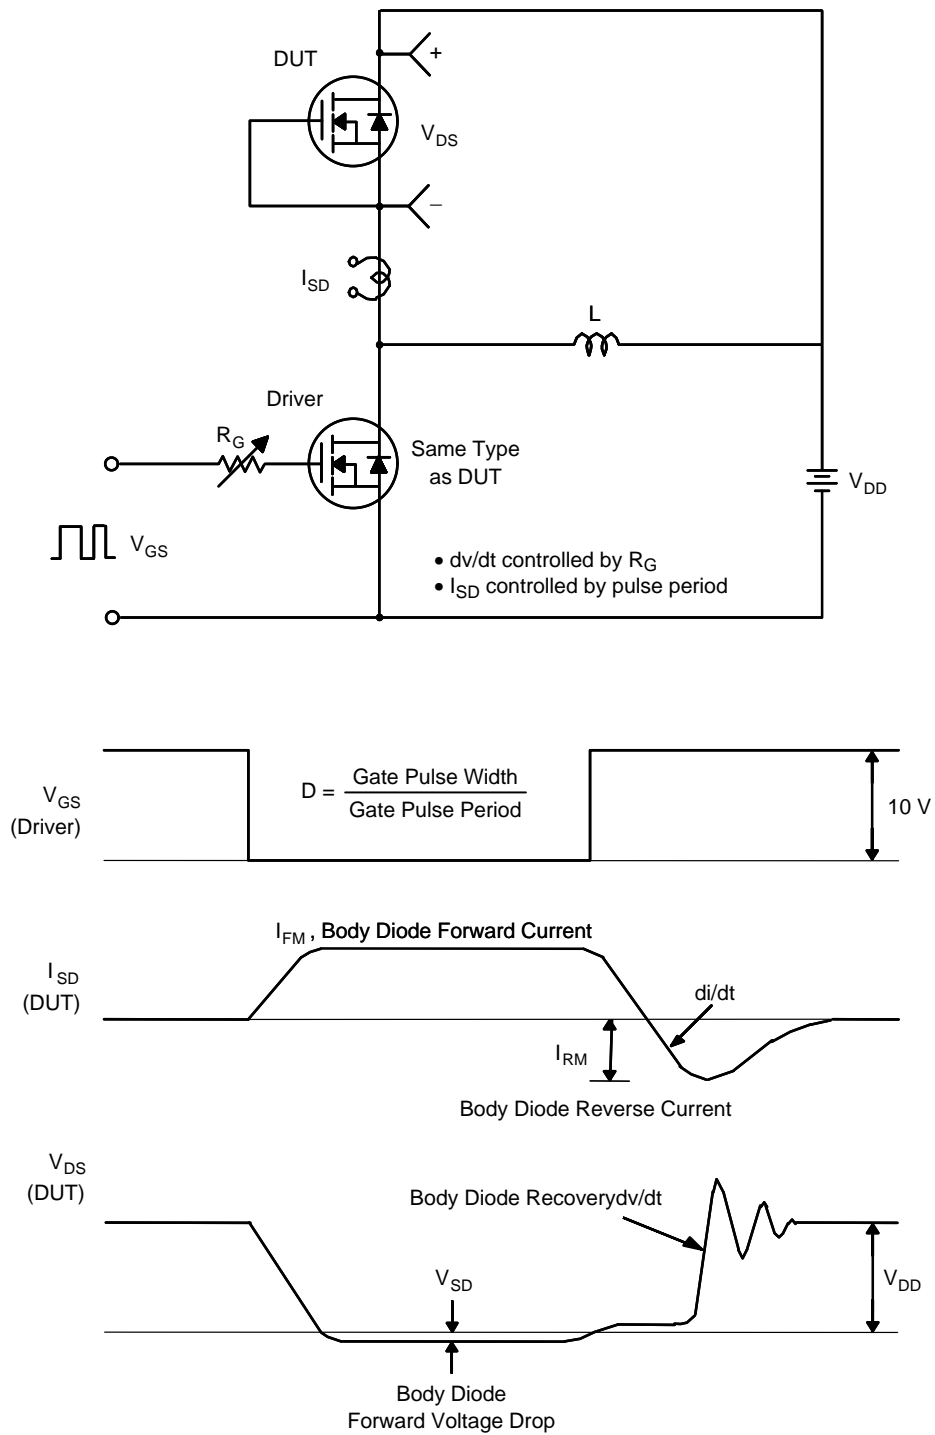 DUT
+
V_DS
−
I_SD
L
Driver
R_G
Same Type
as DUT
V_DD
V_GS
• dv/dt controlled by R_G
• I_SD controlled by pulse period
V_GS
(Driver)
D = Gate Pulse Width
Gate Pulse Period
10 V
I_FM , Body Diode Forward Current
I_SD
(DUT)
di/dt
I_RM
Body Diode Reverse Current
V_DS
(DUT)
Body Diode Recoverydv/dt
V_SD
V_DD
Body Diode
Forward Voltage Drop